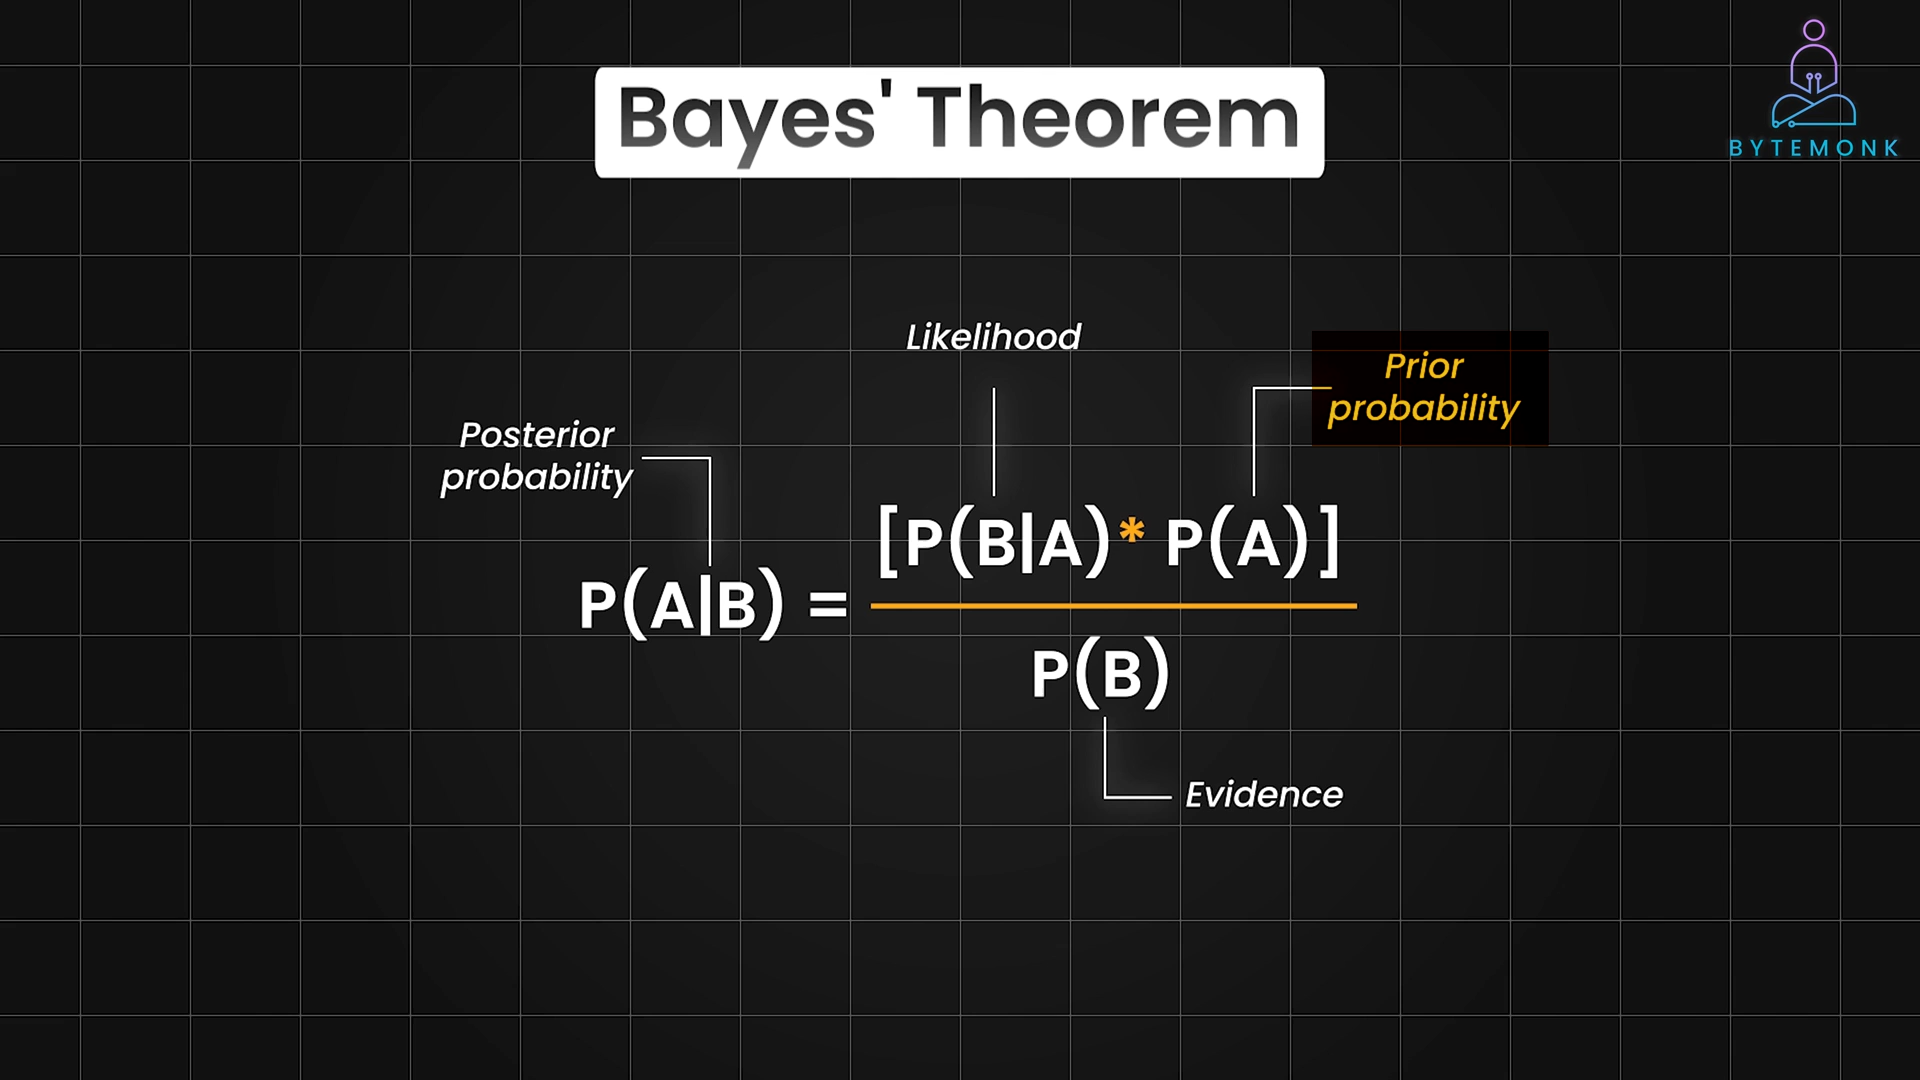 Bayes' Theorem
BYTEMONK
Likelihood
Prior
probability
Posterior
probability
[P(B|A)* P(A)]
P(A|B) =
P(B)
Evidence